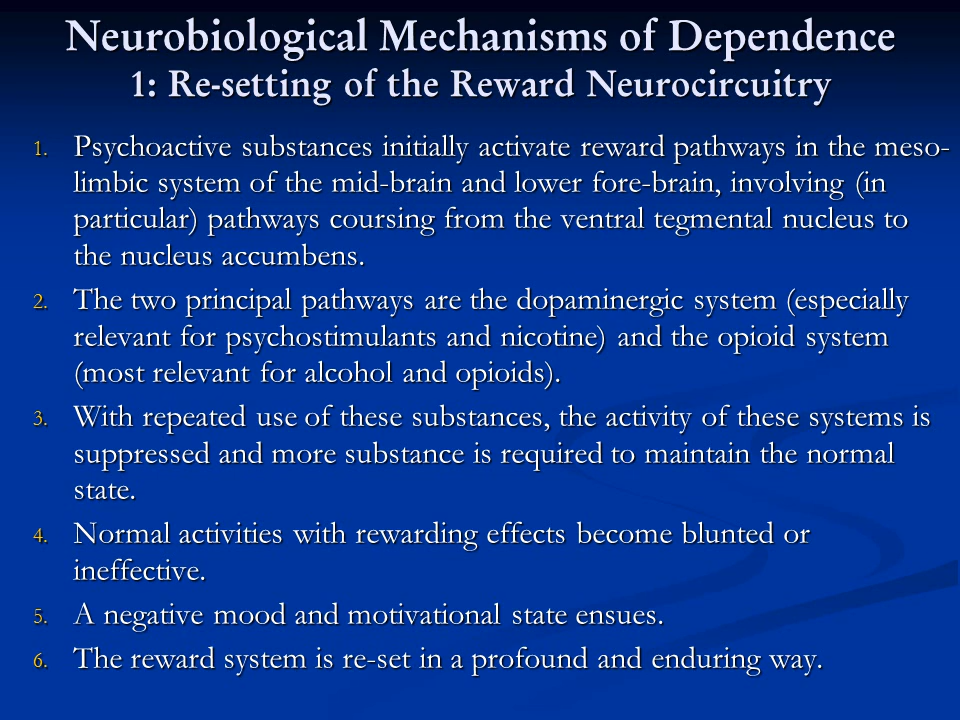 Neurobiological Mechanisms of Dependence
1: Re-setting of the Reward Neurocircuitry
1. Psychoactive substances initially activate reward pathways in the meso-
limbic system of the mid-brain and lower fore-brain, involving (in
particular) pathways coursing from the ventral tegmental nucleus to
the nucleus accumbens.
2. The two principal pathways are the dopaminergic system (especially
relevant for psychostimulants and nicotine) and the opioid system
(most relevant for alcohol and opioids).
3. With repeated use of these substances, the activity of these systems is
suppressed and more substance is required to maintain the normal
state.
4. Normal activities with rewarding effects become blunted or
ineffective.
5. A negative mood and motivational state ensues.
6. The reward system is re-set in a profound and enduring way.